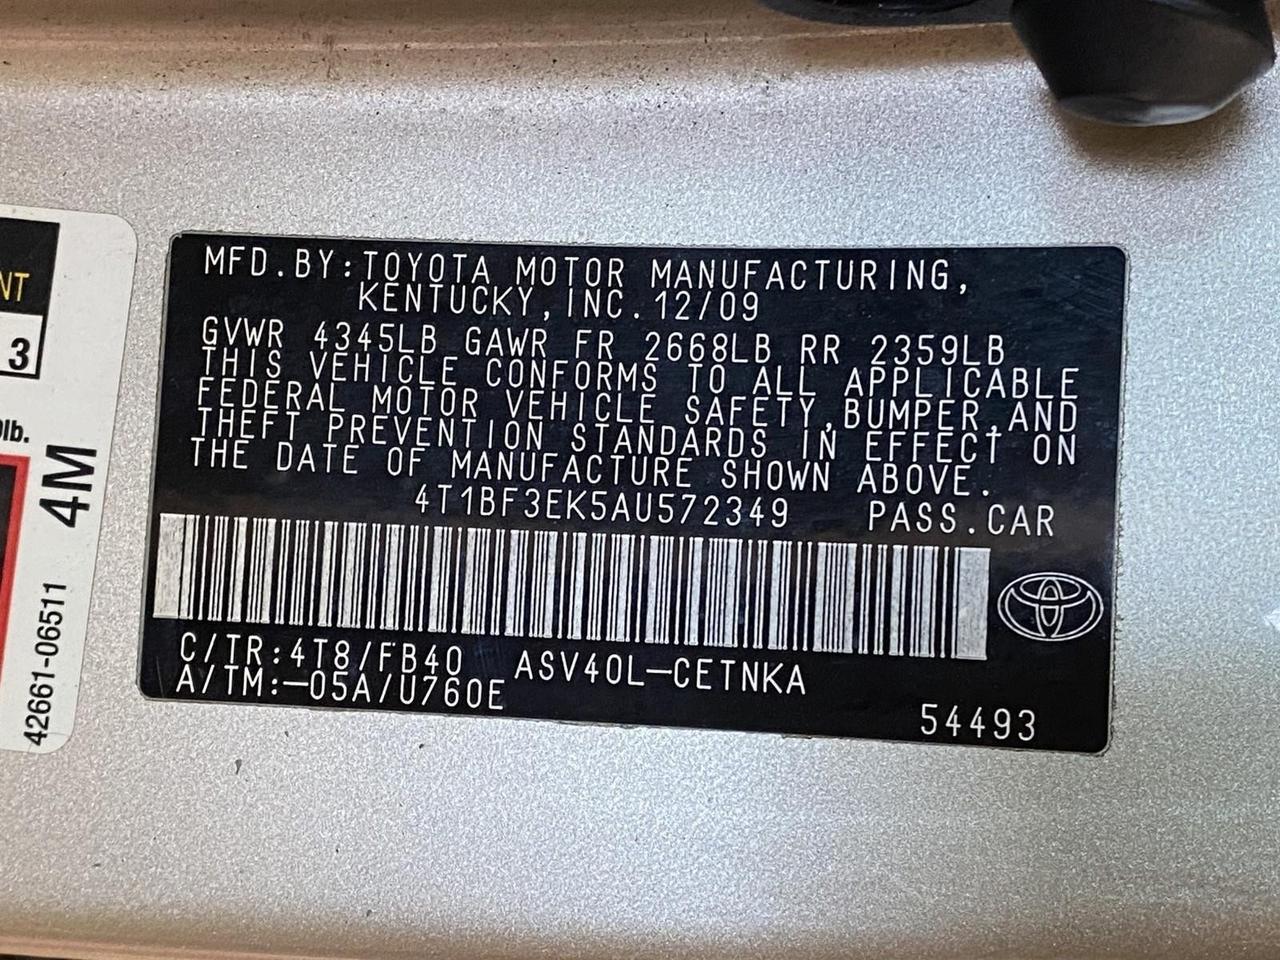 MFD.BY:TOYOTA MOTOR MANUFACTURING,
KENTUCKY,INC.12/09
GVWR 4345LB GAWR FR 2668LB RR 2359LB
THIS VEHICLE CONFORMS TO ALL APPLICABLE
FEDERAL MOTOR VEHICLE SAFETY,BUMPER,AND
THEFT PREVENTION STANDARDS IN EFFECT ON
THE DATE OF MANUFACTURE SHOWN ABOVE.
4T1BF3EK5AU572349 PASS.CAR
C/TR:4T8/FB40 ASV40L-CETNKA
A/TM:-05A/U760E
54493
NT
3
lb.
4M
42661-06511